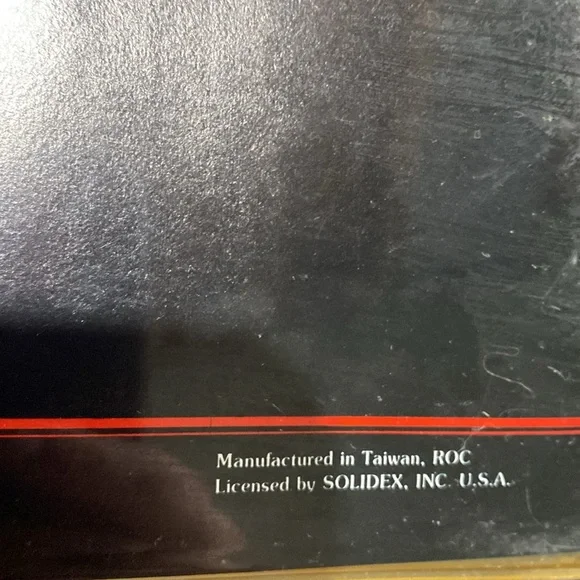 Manufactured in Taiwan, ROC
Licensed by SOLIDEX, INC. U.S.A.